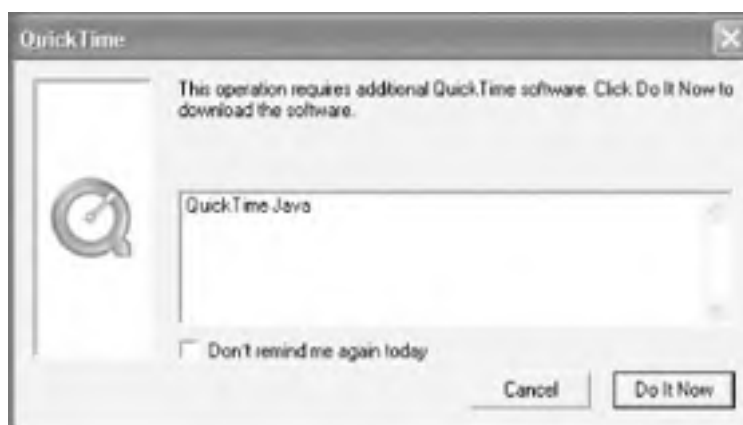 QuickTime
This operation requires additional QuickTime software. Click Do It Now to
download the software.
QuickTime Java
Don't remind me again today
Cancel
Do It Now